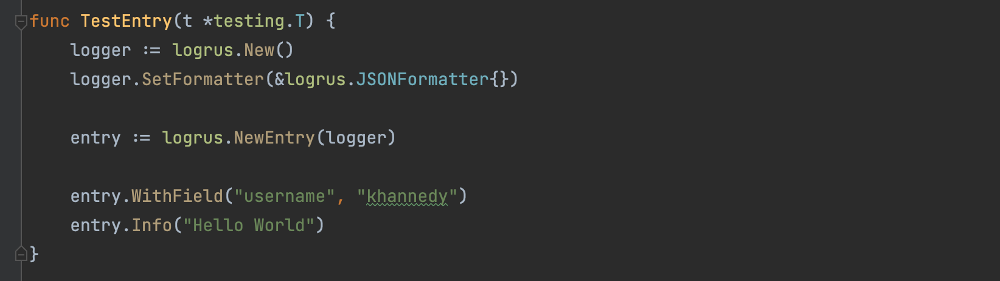 func TestEntry(t *testing.T) {
    logger := logrus.New()
    logger.SetFormatter(&logrus.JSONFormatter{})

    entry := logrus.NewEntry(logger)

    entry.WithField("username", "khannedy")
    entry.Info("Hello World")
}